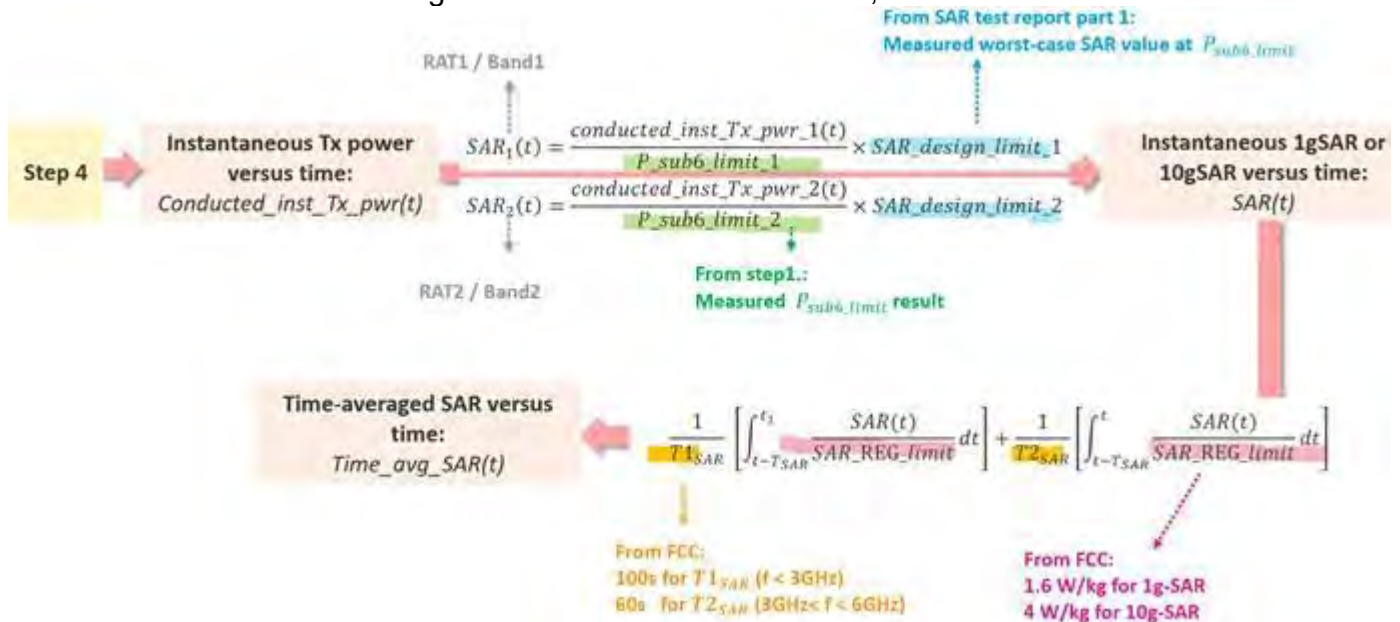 From SAR test report part 1:
Measured worst-case SAR value at P_sub6_limit
RAT1 / Band1
Step 4
Instantaneous Tx power
versus time:
Conducted_inst_Tx_pwr(t)
SAR₁(t) = conducted_inst_Tx_pwr_1(t) / P_sub6_limit_1 × SAR_design_limit_1
SAR₂(t) = conducted_inst_Tx_pwr_2(t) / P_sub6_limit_2 × SAR_design_limit_2
Instantaneous 1gSAR or
10gSAR versus time:
SAR(t)
RAT2 / Band2
From step1.:
Measured P_sub6_limit result
Time-averaged SAR versus
time:
Time_avg_SAR(t)
1 / T1_SAR [∫_{t−T_SAR}^{t₁} SAR(t) / SAR_REG_limit dt] + 1 / T2_SAR [∫_{t−T_SAR}^{t} SAR(t) / SAR_REG_limit dt]
From FCC:
100s for T1_SAR (f < 3GHz)
60s for T2_SAR (3GHz< f < 6GHz)
From FCC:
1.6 W/kg for 1g-SAR
4 W/kg for 10g-SAR